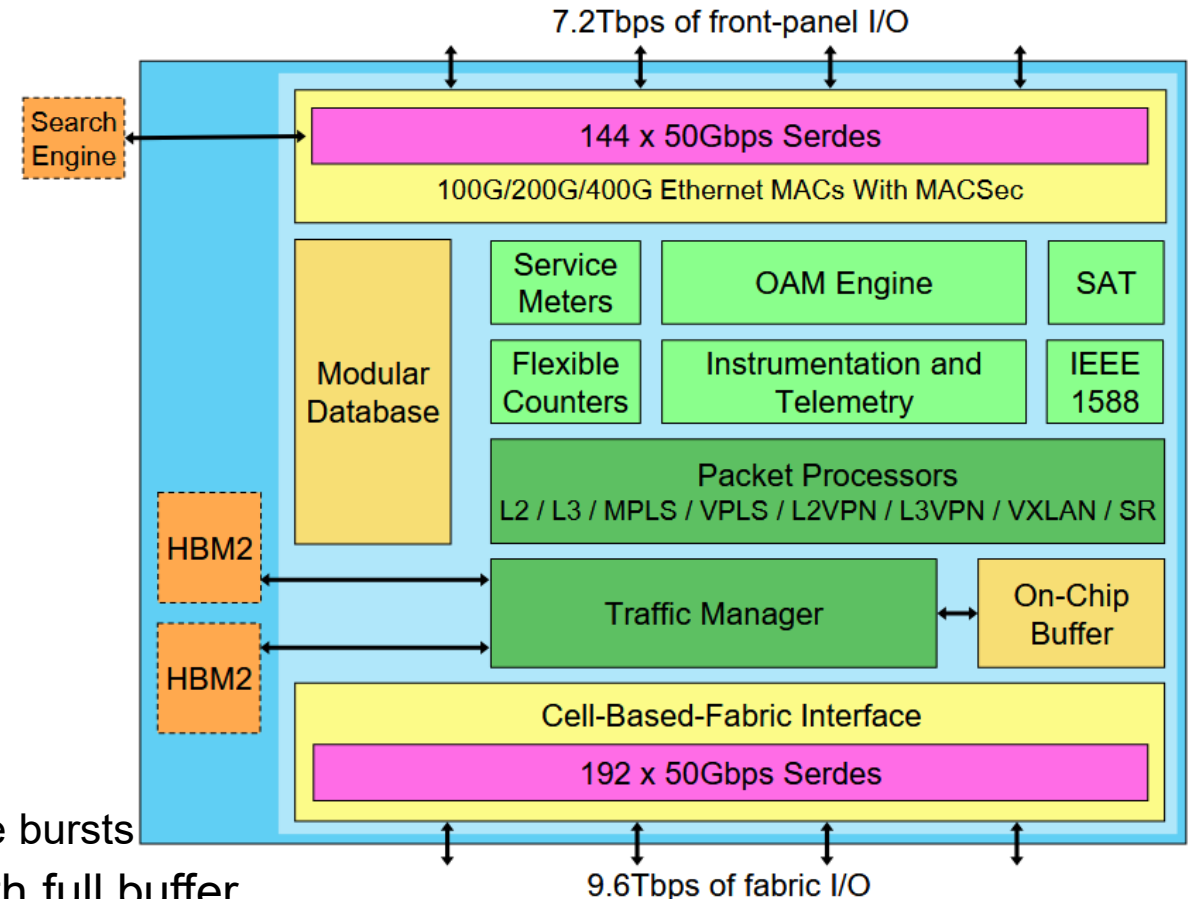 7.2Tbps of front-panel I/O
Search
Engine
144 x 50Gbps Serdes
100G/200G/400G Ethernet MACs With MACSec
Modular
Database
Service
Meters
OAM Engine
SAT
Flexible
Counters
Instrumentation and
Telemetry
IEEE
1588
Packet Processors
L2 / L3 / MPLS / VPLS / L2VPN / L3VPN / VXLAN / SR
HBM2
HBM2
Traffic Manager
On-Chip
Buffer
Cell-Based-Fabric Interface
192 x 50Gbps Serdes
9.6Tbps of fabric I/O
bursts
full buffer